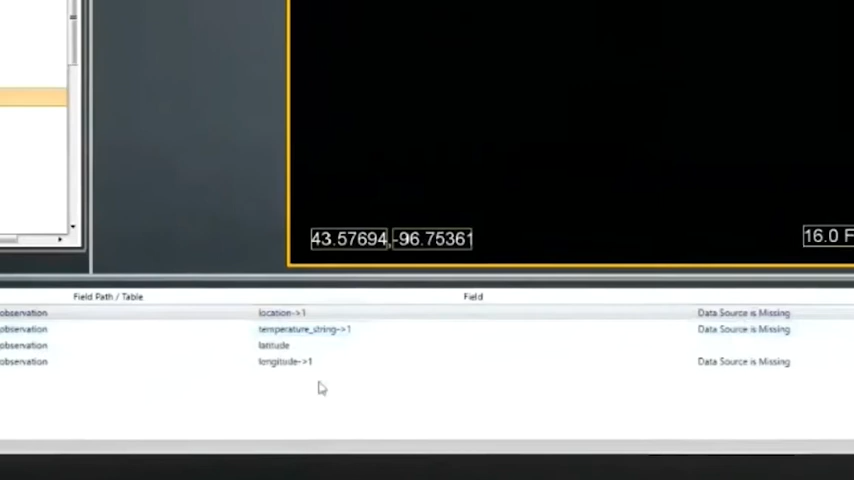 43.57694,-96.75361
16.0 F
Field Path / Table Field
observation location->1 Data Source is Missing
observation temperature_string->1 Data Source is Missing
observation latitude
observation longitude->1 Data Source is Missing